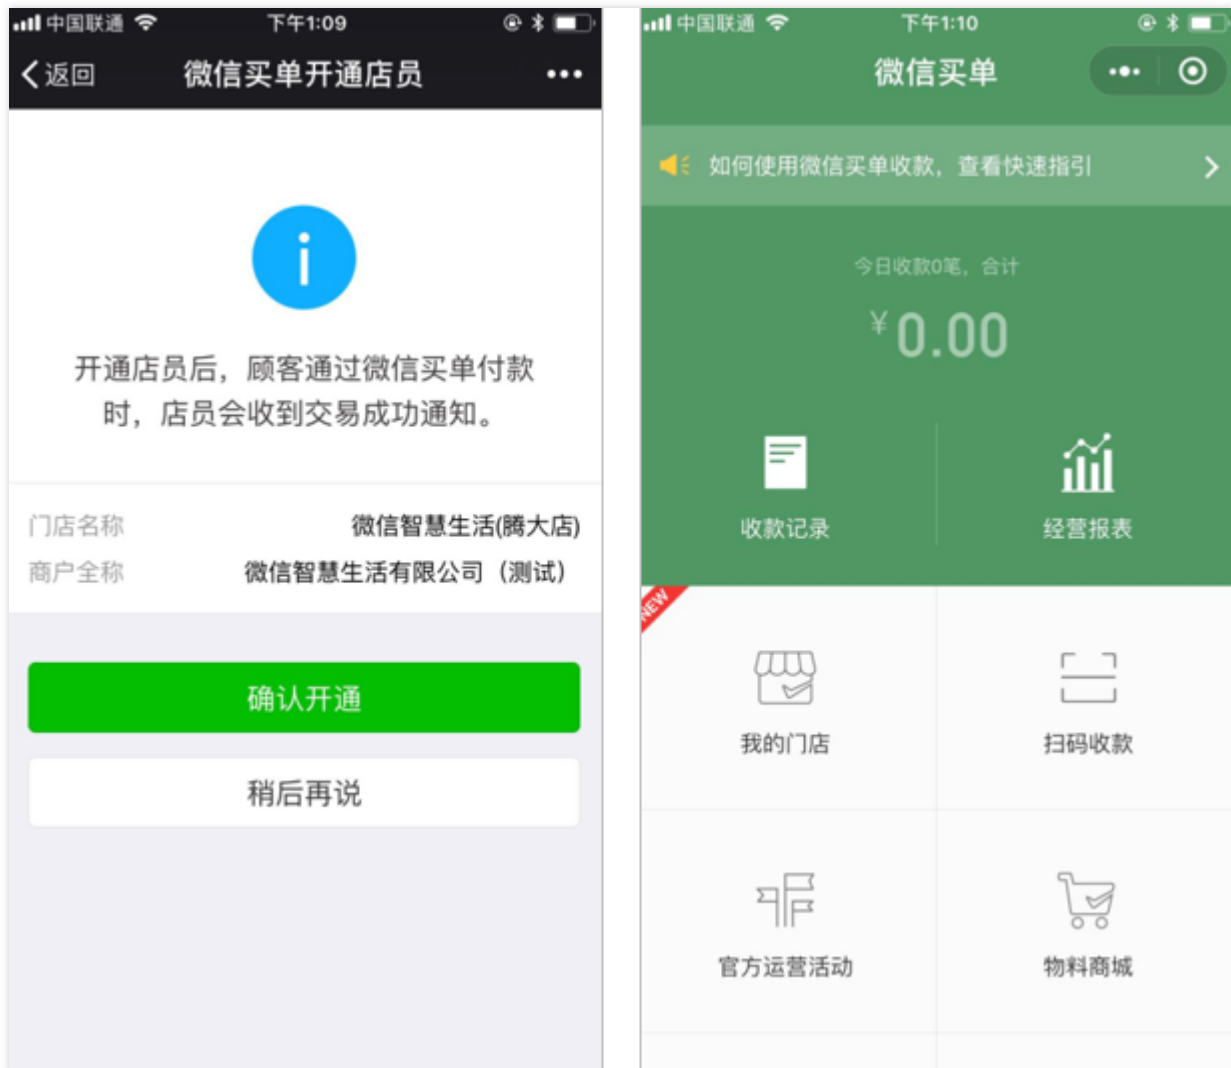 中国联通
下午1:09
返回
微信买单开通店员
开通店员后，顾客通过微信买单付款
时，店员会收到交易成功通知。
门店名称
微信智慧生活(腾大店)
商户全称
微信智慧生活有限公司（测试）
确认开通
稍后再说
中国联通
下午1:10
微信买单
如何使用微信买单收款，查看快速指引
今日收款0笔，合计
¥0.00
收款记录
经营报表
NEW
我的门店
扫码收款
官方运营活动
物料商城